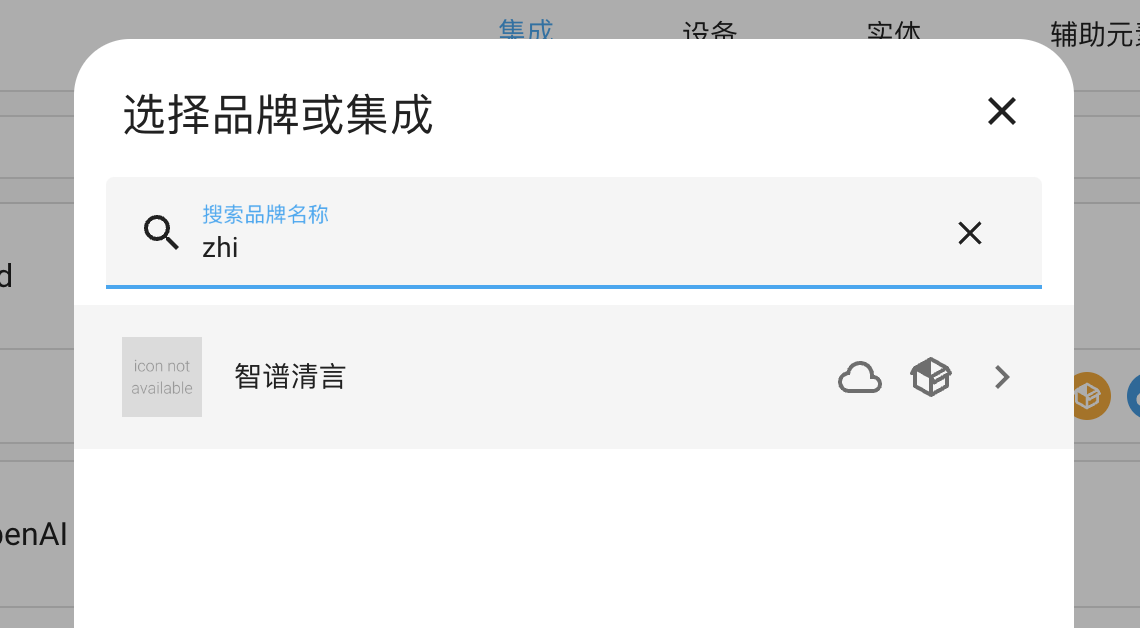 集成 设备 实体 辅助元素
选择品牌或集成
搜索品牌名称
zhi
d
icon not
available
智谱清言
penAI